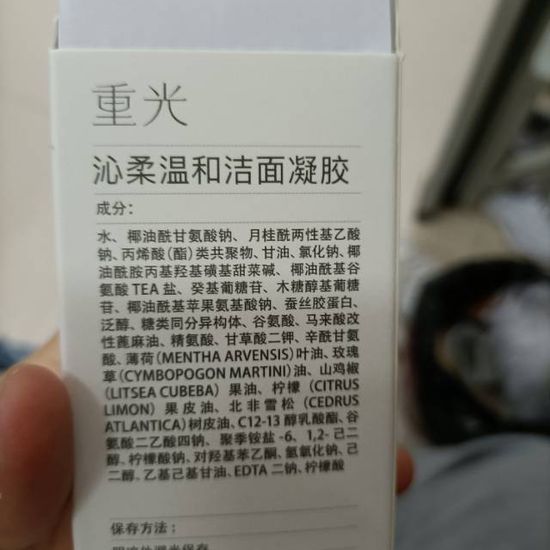 重光
沁柔温和洁面凝胶
成分：
水、椰油酰甘氨酸钠、月桂酰两性基乙酸
钠、丙烯酸（酯）类共聚物、甘油、氯化钠、椰
油酰胺丙基羟基磺基甜菜碱、椰油酰基谷
氨酸TEA盐、癸基葡糖苷、木糖醇基葡糖
苷、椰油酰基苹果氨基酸钠、蚕丝胶蛋白、
泛醇、糖类同分异构体、谷氨酸、马来酸改
性蓖麻油、精氨酸、甘草酸二钾、辛酰甘氨
酸、薄荷（MENTHA ARVENSIS）叶油、玫瑰
草（CYMBOPOGON MARTINI）油、山鸡椒
（LITSEA CUBEBA）果油、柠檬（CITRUS
LIMON）果皮油、北非雪松（CEDRUS
ATLANTICA）树皮油、C12-13醇乳酸酯、谷
氨酸二乙酸四钠、聚季铵盐-6、1,2-己二
醇、柠檬酸钠、对羟基苯乙酮、氢氧化钠、己
二醇、乙基己基甘油、EDTA二钠、柠檬酸
保存方法：